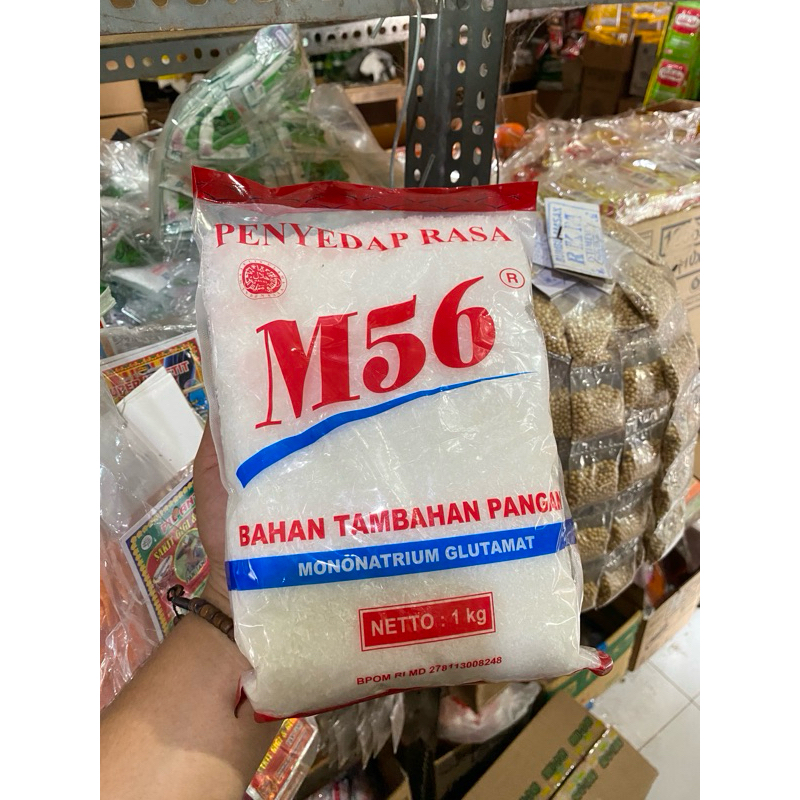 PENYEDAP RASA
M56 ®
BAHAN TAMBAHAN PANGAN
MONONATRIUM GLUTAMAT
NETTO : 1 kg
BPOM RI MD 278113008248